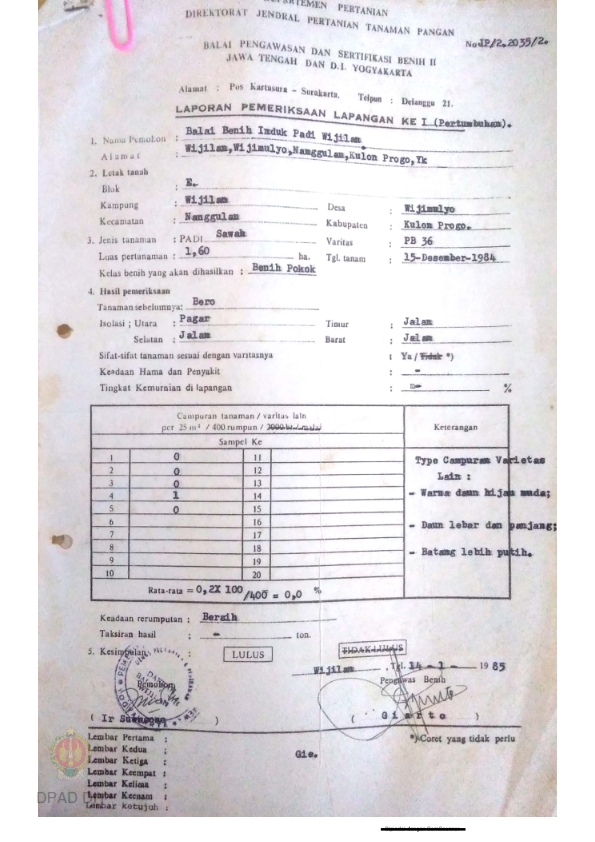 DEPARTEMEN PERTANIAN
DIREKTORAT JENDRAL PERTANIAN TANAMAN PANGAN
No. IP/2.2035/2.
BALAI PENGAWASAN DAN SERTIFIKASI BENIH II
JAWA TENGAH DAN D.I. YOGYAKARTA
Alamat : Pos Kartasura – Surakarta. Telpun : Delanggu 21.
LAPORAN PEMERIKSAAN LAPANGAN KE I (Pertumbuhan).
1. Nama Pemohon : Balai Benih Induk Padi Wijilan
Alamat : Wijilan,Wijimulyo,Nanggulan,Kulon Progo,Yk
2. Letak tanah
Blok : E.
Kampung : Wijilan Desa : Wijimulyo
Kecamatan : Nanggulan Kabupaten : Kulon Progo.
3. Jenis tanaman : PADI Sawah Varitas : PB 36
Luas pertanaman : 1,60 ha. Tgl. tanam : 15-Desember-1984
Kelas benih yang akan dihasilkan : Benih Pokok
4. Hasil pemeriksaan
Tanaman sebelumnya: Bero
Isolasi ; Utara : Pagar Timur : Jalan
Selatan : Jalan Barat : Jalan
Sifat-sifut tanaman sesuai dengan varitasnya : Ya / Tidak *)
Keadaan Hama dan Penyakit : -
Tingkat Kemurnian di lapangan : %
Campuran tanaman / varitas lain
per 25 m² / 400 rumpun /
Keterangan
Sampel Ke
1 0 11
2 0 12
3 0 13
4 1 14
5 0 15
6 16
7 17
8 18
9 19
10 20
Type Campuran Varietas
Lain :
- Warna daun hijau muda;
- Daun lebar dan panjang;
- Batang lebih putih.
Rata-rata = 0,2X 100/400 = 0,0 %
Keadaan rerumputan : Bersih
Taksiran hasil : - ton.
5. Kesimpulan : LULUS TIDAK LULUS
Wijilan , Tgl. 14 - 1 - 1985
Pemohon Pengawas Benih
( Ir Suwarno ) ( Giarto )
*) Coret yang tidak perlu
Lembar Pertama :
Lembar Kedua :
Lembar Ketiga :
Gie.
Lembar Keempat :
Lembar Kelima :
Lembar Keenam :
Lembar ketujuh :
DPAD DIY